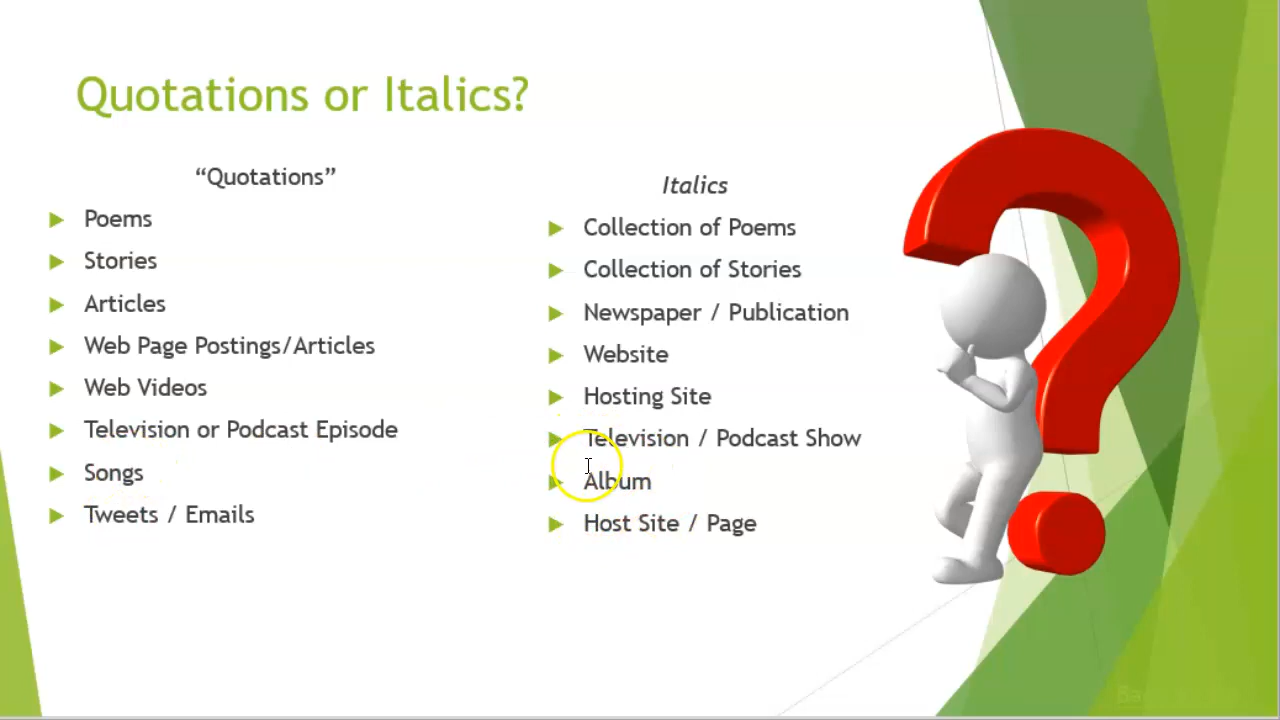 Quotations or Italics?
“Quotations”
Poems
Stories
Articles
Web Page Postings/Articles
Web Videos
Television or Podcast Episode
Songs
Tweets / Emails
Italics
Collection of Poems
Collection of Stories
Newspaper / Publication
Website
Hosting Site
Television / Podcast Show
Album
Host Site / Page